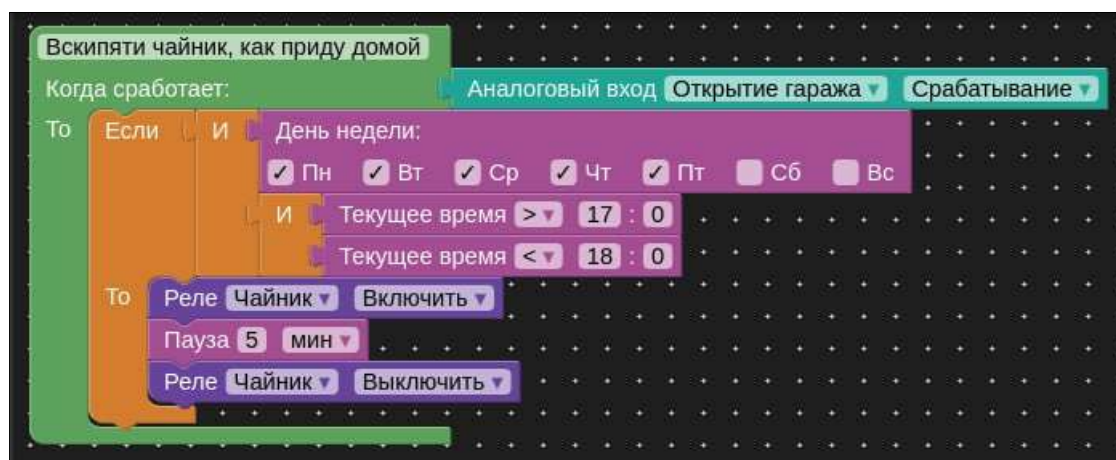 Вскипяти чайник, как приду домой
Когда сработает: Аналоговый вход Открытие гаража Срабатывание
То Если И День недели:
Пн Вт Ср Чт Пт Сб Вс
И Текущее время > 17 : 0
Текущее время < 18 : 0
То Реле Чайник Включить
Пауза 5 мин
Реле Чайник Выключить